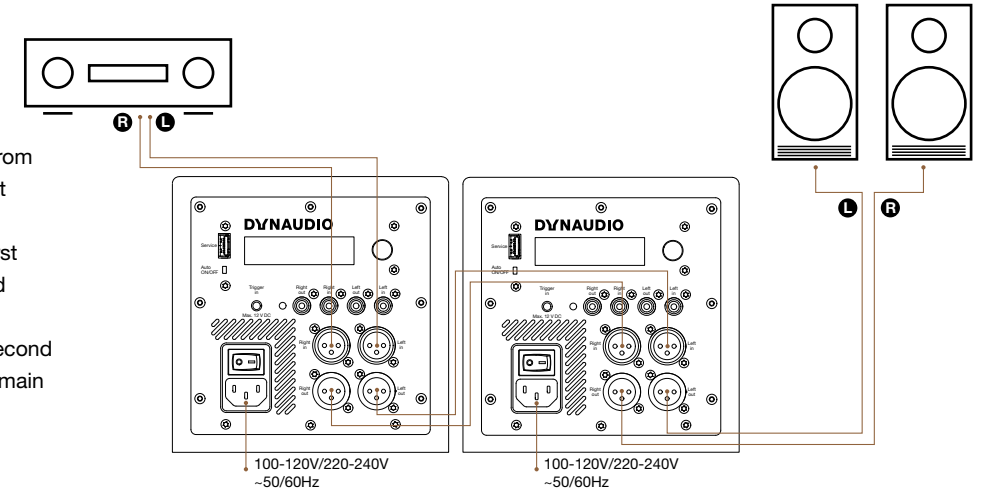 R L
rom
t
rst
d
econd
main
DYNAUDIO
Service
Auto
ON/OFF
Trigger
in
Max. 12 V DC
Right
out
Right
in
Left
out
Left
in
Right
in
Left
in
Right
out
Left
out
100-120V/220-240V
~50/60Hz
DYNAUDIO
Service
Auto
ON/OFF
Trigger
in
Max. 12 V DC
Right
out
Right
in
Left
out
Left
in
Right
in
Left
in
Right
out
Left
out
100-120V/220-240V
~50/60Hz
L R